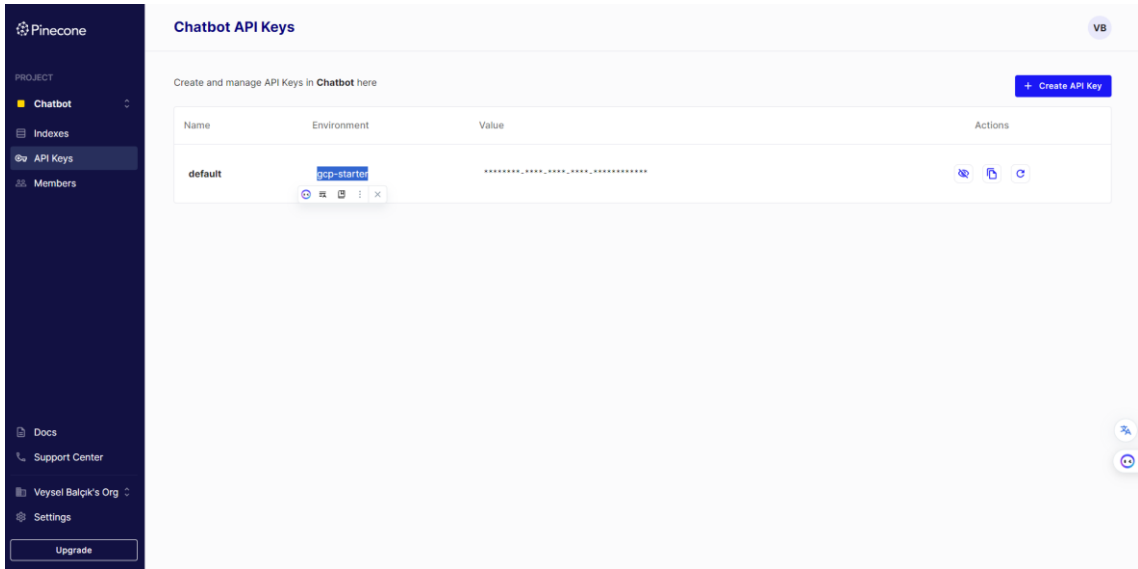 Pinecone
PROJECT
Chatbot
Indexes
API Keys
Members
Docs
Support Center
Veysel Balçık's Org
Settings
Upgrade
Chatbot API Keys
VB
Create and manage API Keys in Chatbot here
+ Create API Key
Name Environment Value Actions
default gcp-starter ********-****-****-****-************